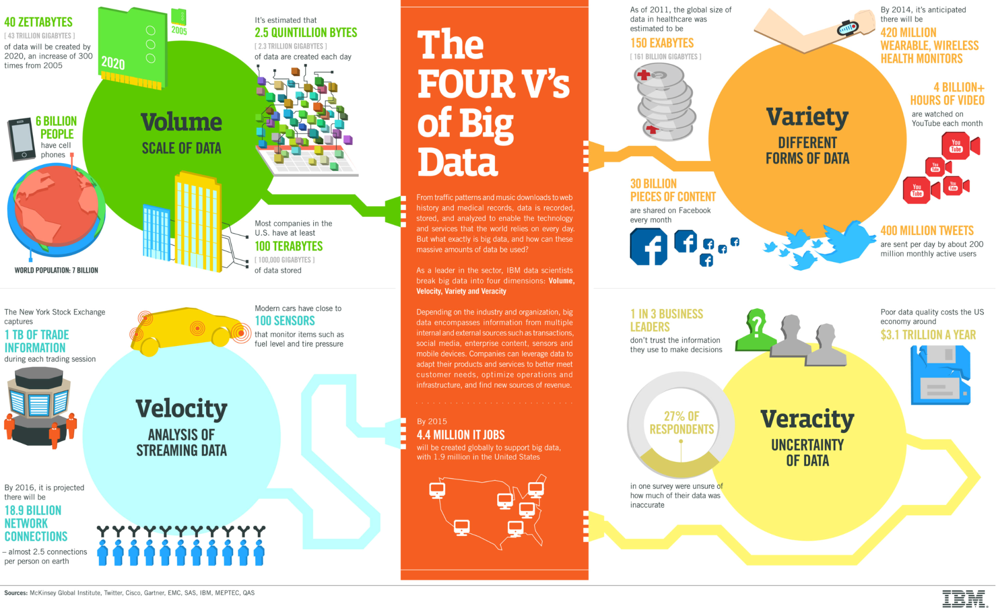 40 ZETTABYTES
[ 43 TRILLION GIGABYTES ]
of data will be created by
2020, an increase of 300
times from 2005
2020
2005
It’s estimated that
2.5 QUINTILLION BYTES
[ 2.3 TRILLION GIGABYTES ]
of data are created each day
6 BILLION
PEOPLE
have cell
phones
WORLD POPULATION: 7 BILLION
Volume
SCALE OF DATA
Most companies in the
U.S. have at least
100 TERABYTES
[ 100,000 GIGABYTES ]
of data stored
The New York Stock Exchange
captures
1 TB OF TRADE
INFORMATION
during each trading session
Modern cars have close to
100 SENSORS
that monitor items such as
fuel level and tire pressure
Velocity
ANALYSIS OF
STREAMING DATA
By 2016, it is projected
there will be
18.9 BILLION
NETWORK
CONNECTIONS
– almost 2.5 connections
per person on earth
The
FOUR V’s
of Big
Data
From traffic patterns and music downloads to web
history and medical records, data is recorded,
stored, and analyzed to enable the technology
and services that the world relies on every day.
But what exactly is big data, and how can these
massive amounts of data be used?
As a leader in the sector, IBM data scientists
break big data into four dimensions: Volume,
Velocity, Variety and Veracity
Depending on the industry and organization, big
data encompasses information from multiple
internal and external sources such as transactions,
social media, enterprise content, sensors and
mobile devices. Companies can leverage data to
adapt their products and services to better meet
customer needs, optimize operations and
infrastructure, and find new sources of revenue.
By 2015
4.4 MILLION IT JOBS
will be created globally to support big data,
with 1.9 million in the United States
As of 2011, the global size of
data in healthcare was
estimated to be
150 EXABYTES
[ 161 BILLION GIGABYTES ]
By 2014, it’s anticipated
there will be
420 MILLION
WEARABLE, WIRELESS
HEALTH MONITORS
4 BILLION+
HOURS OF VIDEO
are watched on
YouTube each month
You
Tube
You
Tube
You
Tube
You
Tube
Variety
DIFFERENT
FORMS OF DATA
30 BILLION
PIECES OF CONTENT
are shared on Facebook
every month
f
f
f
f
f
f
400 MILLION TWEETS
are sent per day by about 200
million monthly active users
1 IN 3 BUSINESS
LEADERS
don’t trust the information
they use to make decisions
?
Poor data quality costs the US
economy around
$3.1 TRILLION A YEAR
27% OF
RESPONDENTS
in one survey were unsure of
how much of their data was
inaccurate
Veracity
UNCERTAINTY
OF DATA
Sources: McKinsey Global Institute, Twitter, Cisco, Gartner, EMC, SAS, IBM, MEPTEC, QAS
IBM.